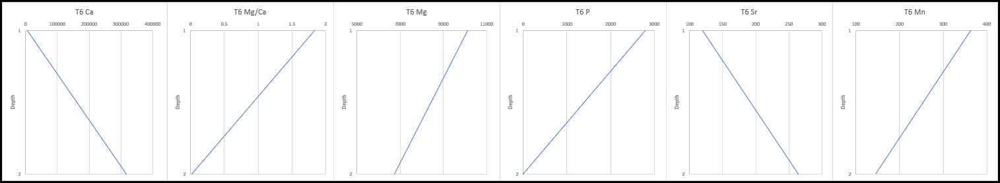 T6 Ca
0 100000 200000 300000 400000
1
Depth
2
T6 Mg/Ca
0 0.5 1 1.5 2
1
Depth
2
T6 Mg
5000 7000 9000 11000
1
Depth
2
T6 P
0 1000 2000 3000
1
Depth
2
T6 Sr
100 150 200 250 300
1
Depth
2
T6 Mn
100 200 300 400
1
Depth
2